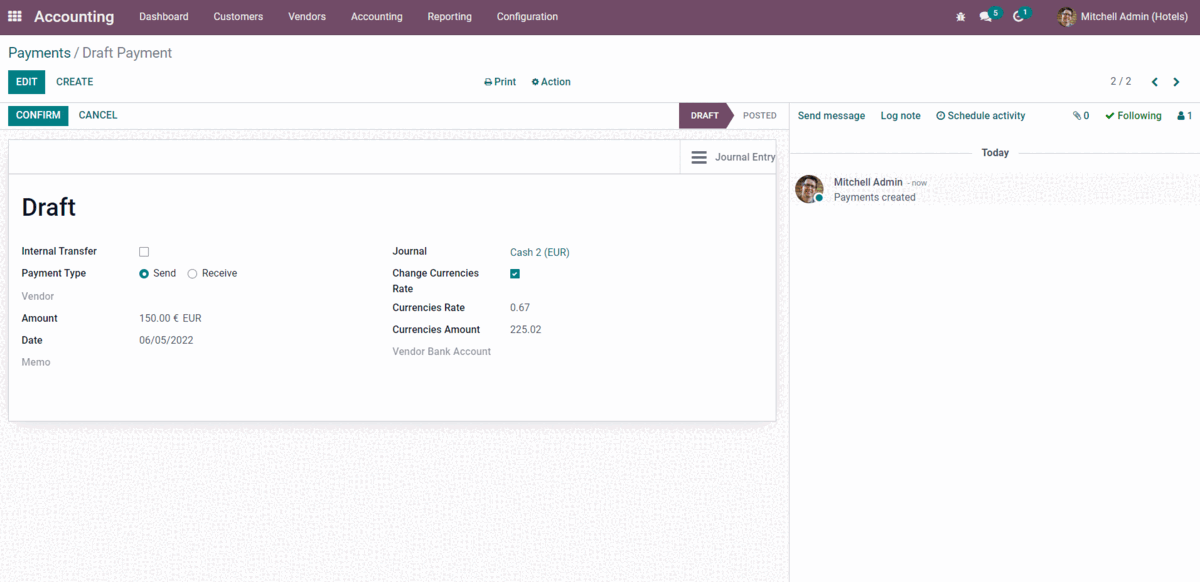 Accounting Dashboard Customers Vendors Accounting Reporting Configuration 5 1 Mitchell Admin (Hotels)
Payments / Draft Payment
EDIT CREATE Print Action 2 / 2
CONFIRM CANCEL DRAFT POSTED Send message Log note Schedule activity 0 Following 1
Journal Entry
Today
Mitchell Admin - now
Payments created
Draft
Internal Transfer
Payment Type Send Receive
Vendor
Amount 150.00 € EUR
Date 06/05/2022
Memo
Journal Cash 2 (EUR)
Change Currencies
Rate
Currencies Rate 0.67
Currencies Amount 225.02
Vendor Bank Account